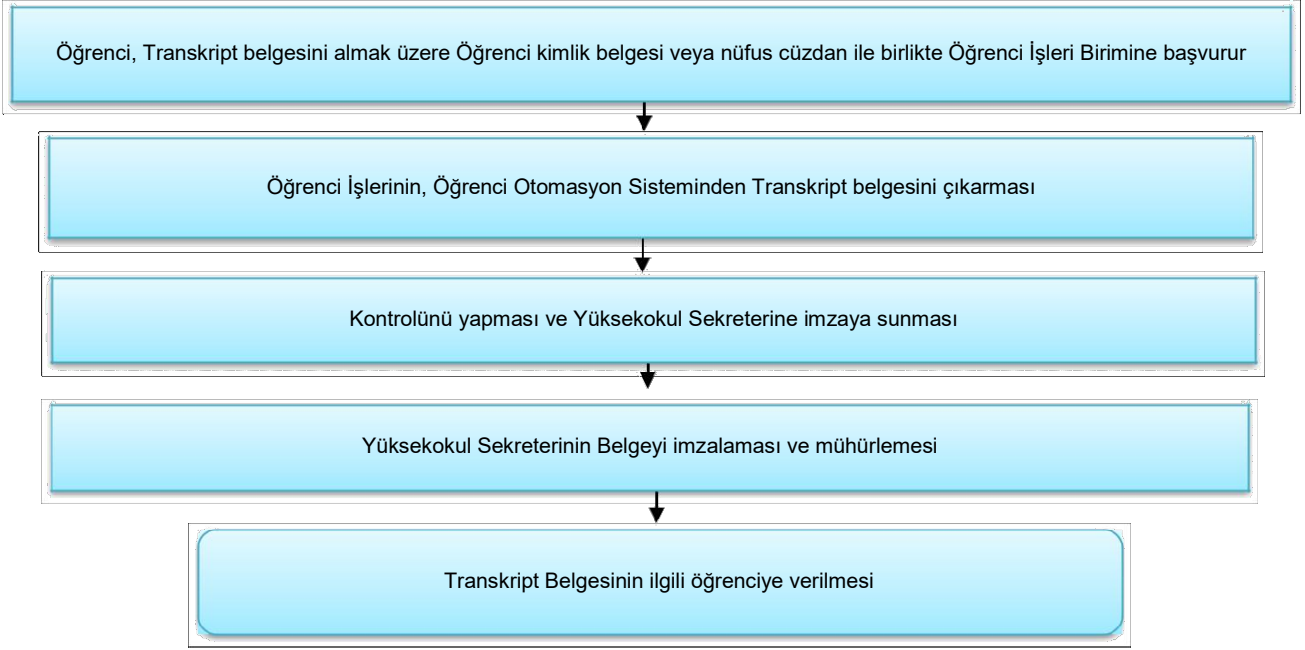 Öğrenci, Transkript belgesini almak üzere Öğrenci kimlik belgesi veya nüfus cüzdan ile birlikte Öğrenci İşleri Birimine başvurur
Öğrenci İşlerinin, Öğrenci Otomasyon Sisteminden Transkript belgesini çıkarması
Kontrolünü yapması ve Yüksekokul Sekreterine imzaya sunması
Yüksekokul Sekreterinin Belgeyi imzalaması ve mühürlemesi
Transkript Belgesinin ilgili öğrenciye verilmesi